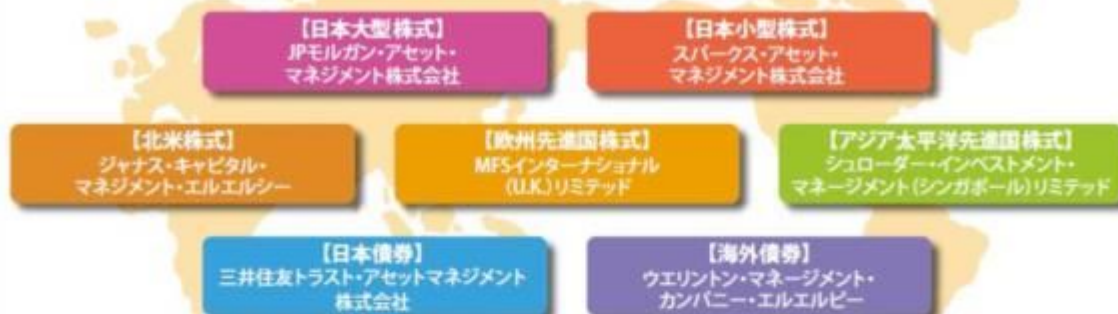 【日本大型株式】
JPモルガン・アセット・
マネジメント株式会社
【日本小型株式】
スパークス・アセット・
マネジメント株式会社
【北米株式】
ジャナス・キャピタル・
マネジメント・エルエルシー
【欧州先進国株式】
MFSインターナショナル
(U.K.)リミテッド
【アジア太平洋先進国株式】
シュローダー・インベストメント・
マネージメント(シンガポール)リミテッド
【日本債券】
三井住友トラスト・アセットマネジメント
株式会社
【海外債券】
ウエリントン・マネージメント・
カンパニー・エルエルピー